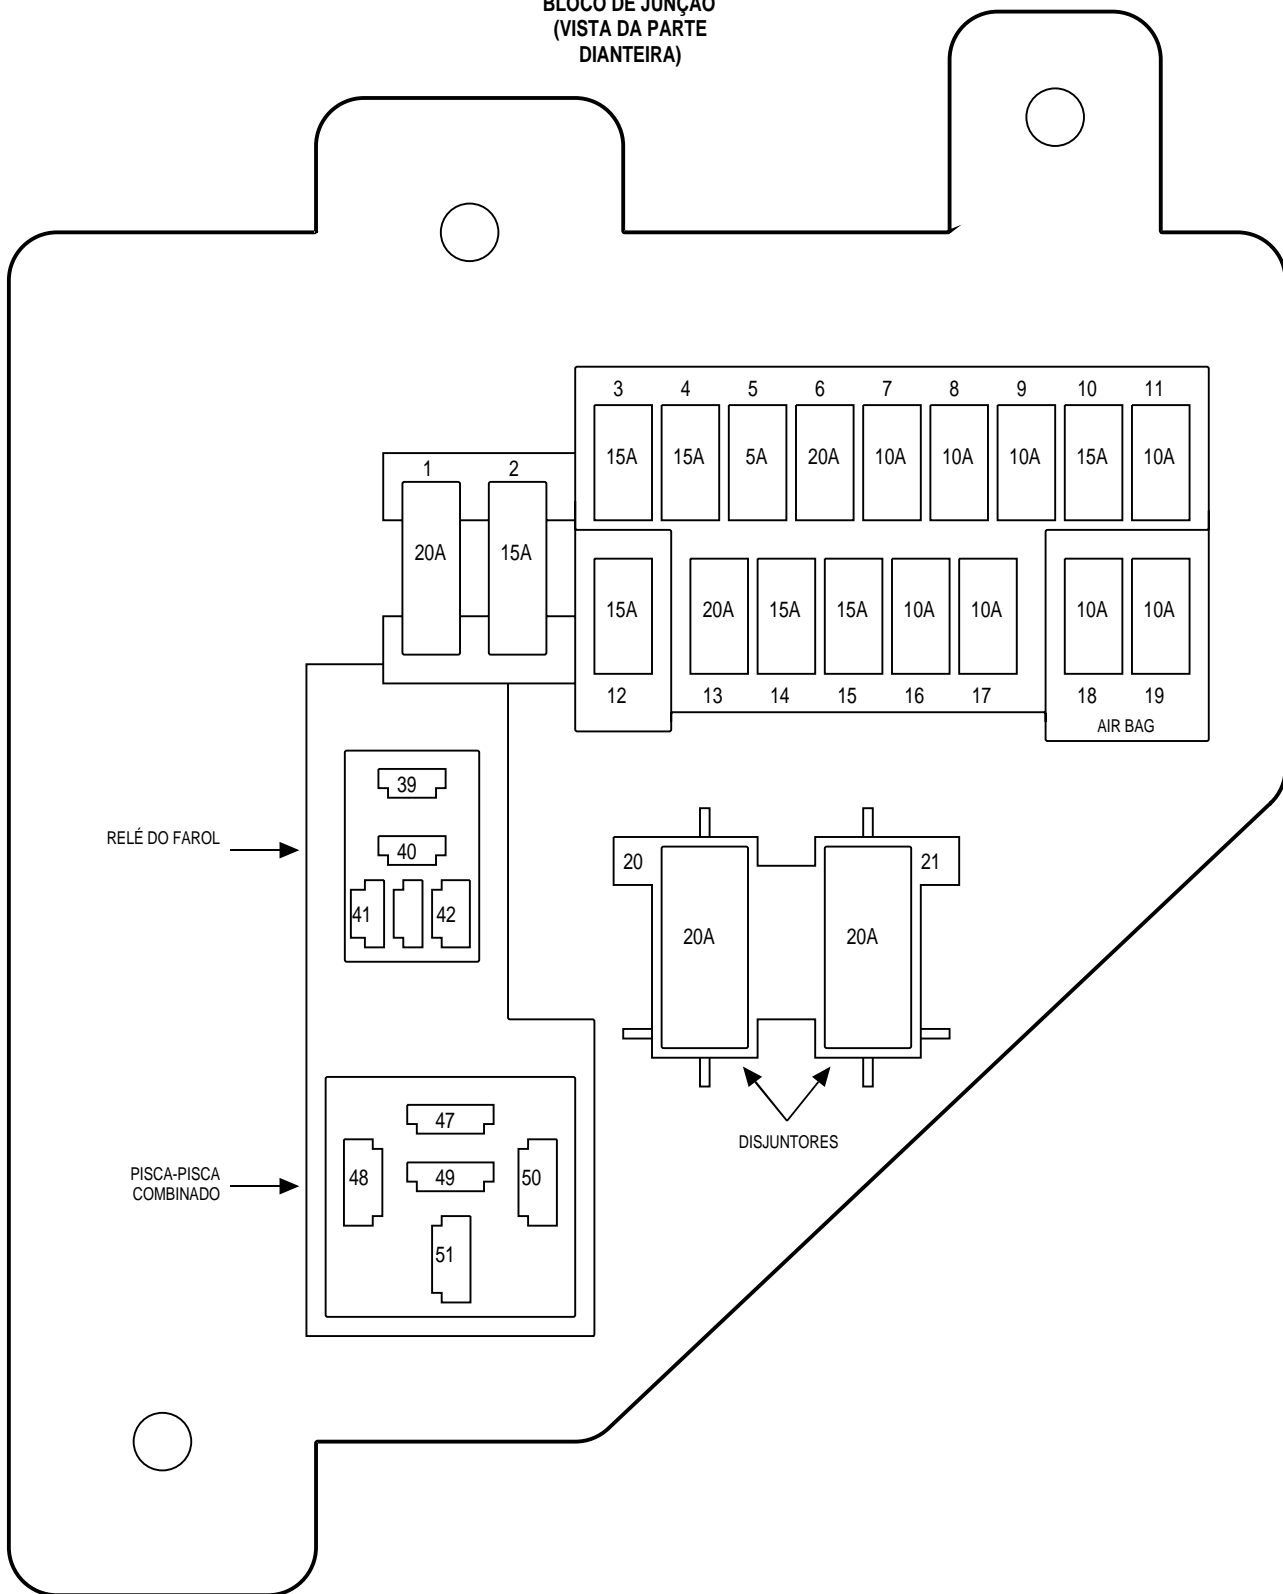 BLOCO DE JUNÇÃO
(VISTA DA PARTE
DIANTEIRA)
3 4 5 6 7 8 9 10 11
15A 15A 5A 20A 10A 10A 10A 15A 10A
1 2
20A 15A
15A 20A 15A 15A 10A 10A 10A 10A
12 13 14 15 16 17 18 19
AIR BAG
39
RELÉ DO FAROL
40
41 42
20 21
20A 20A
DISJUNTORES
47
PISCA-PISCA
COMBINADO
48 49 50
51